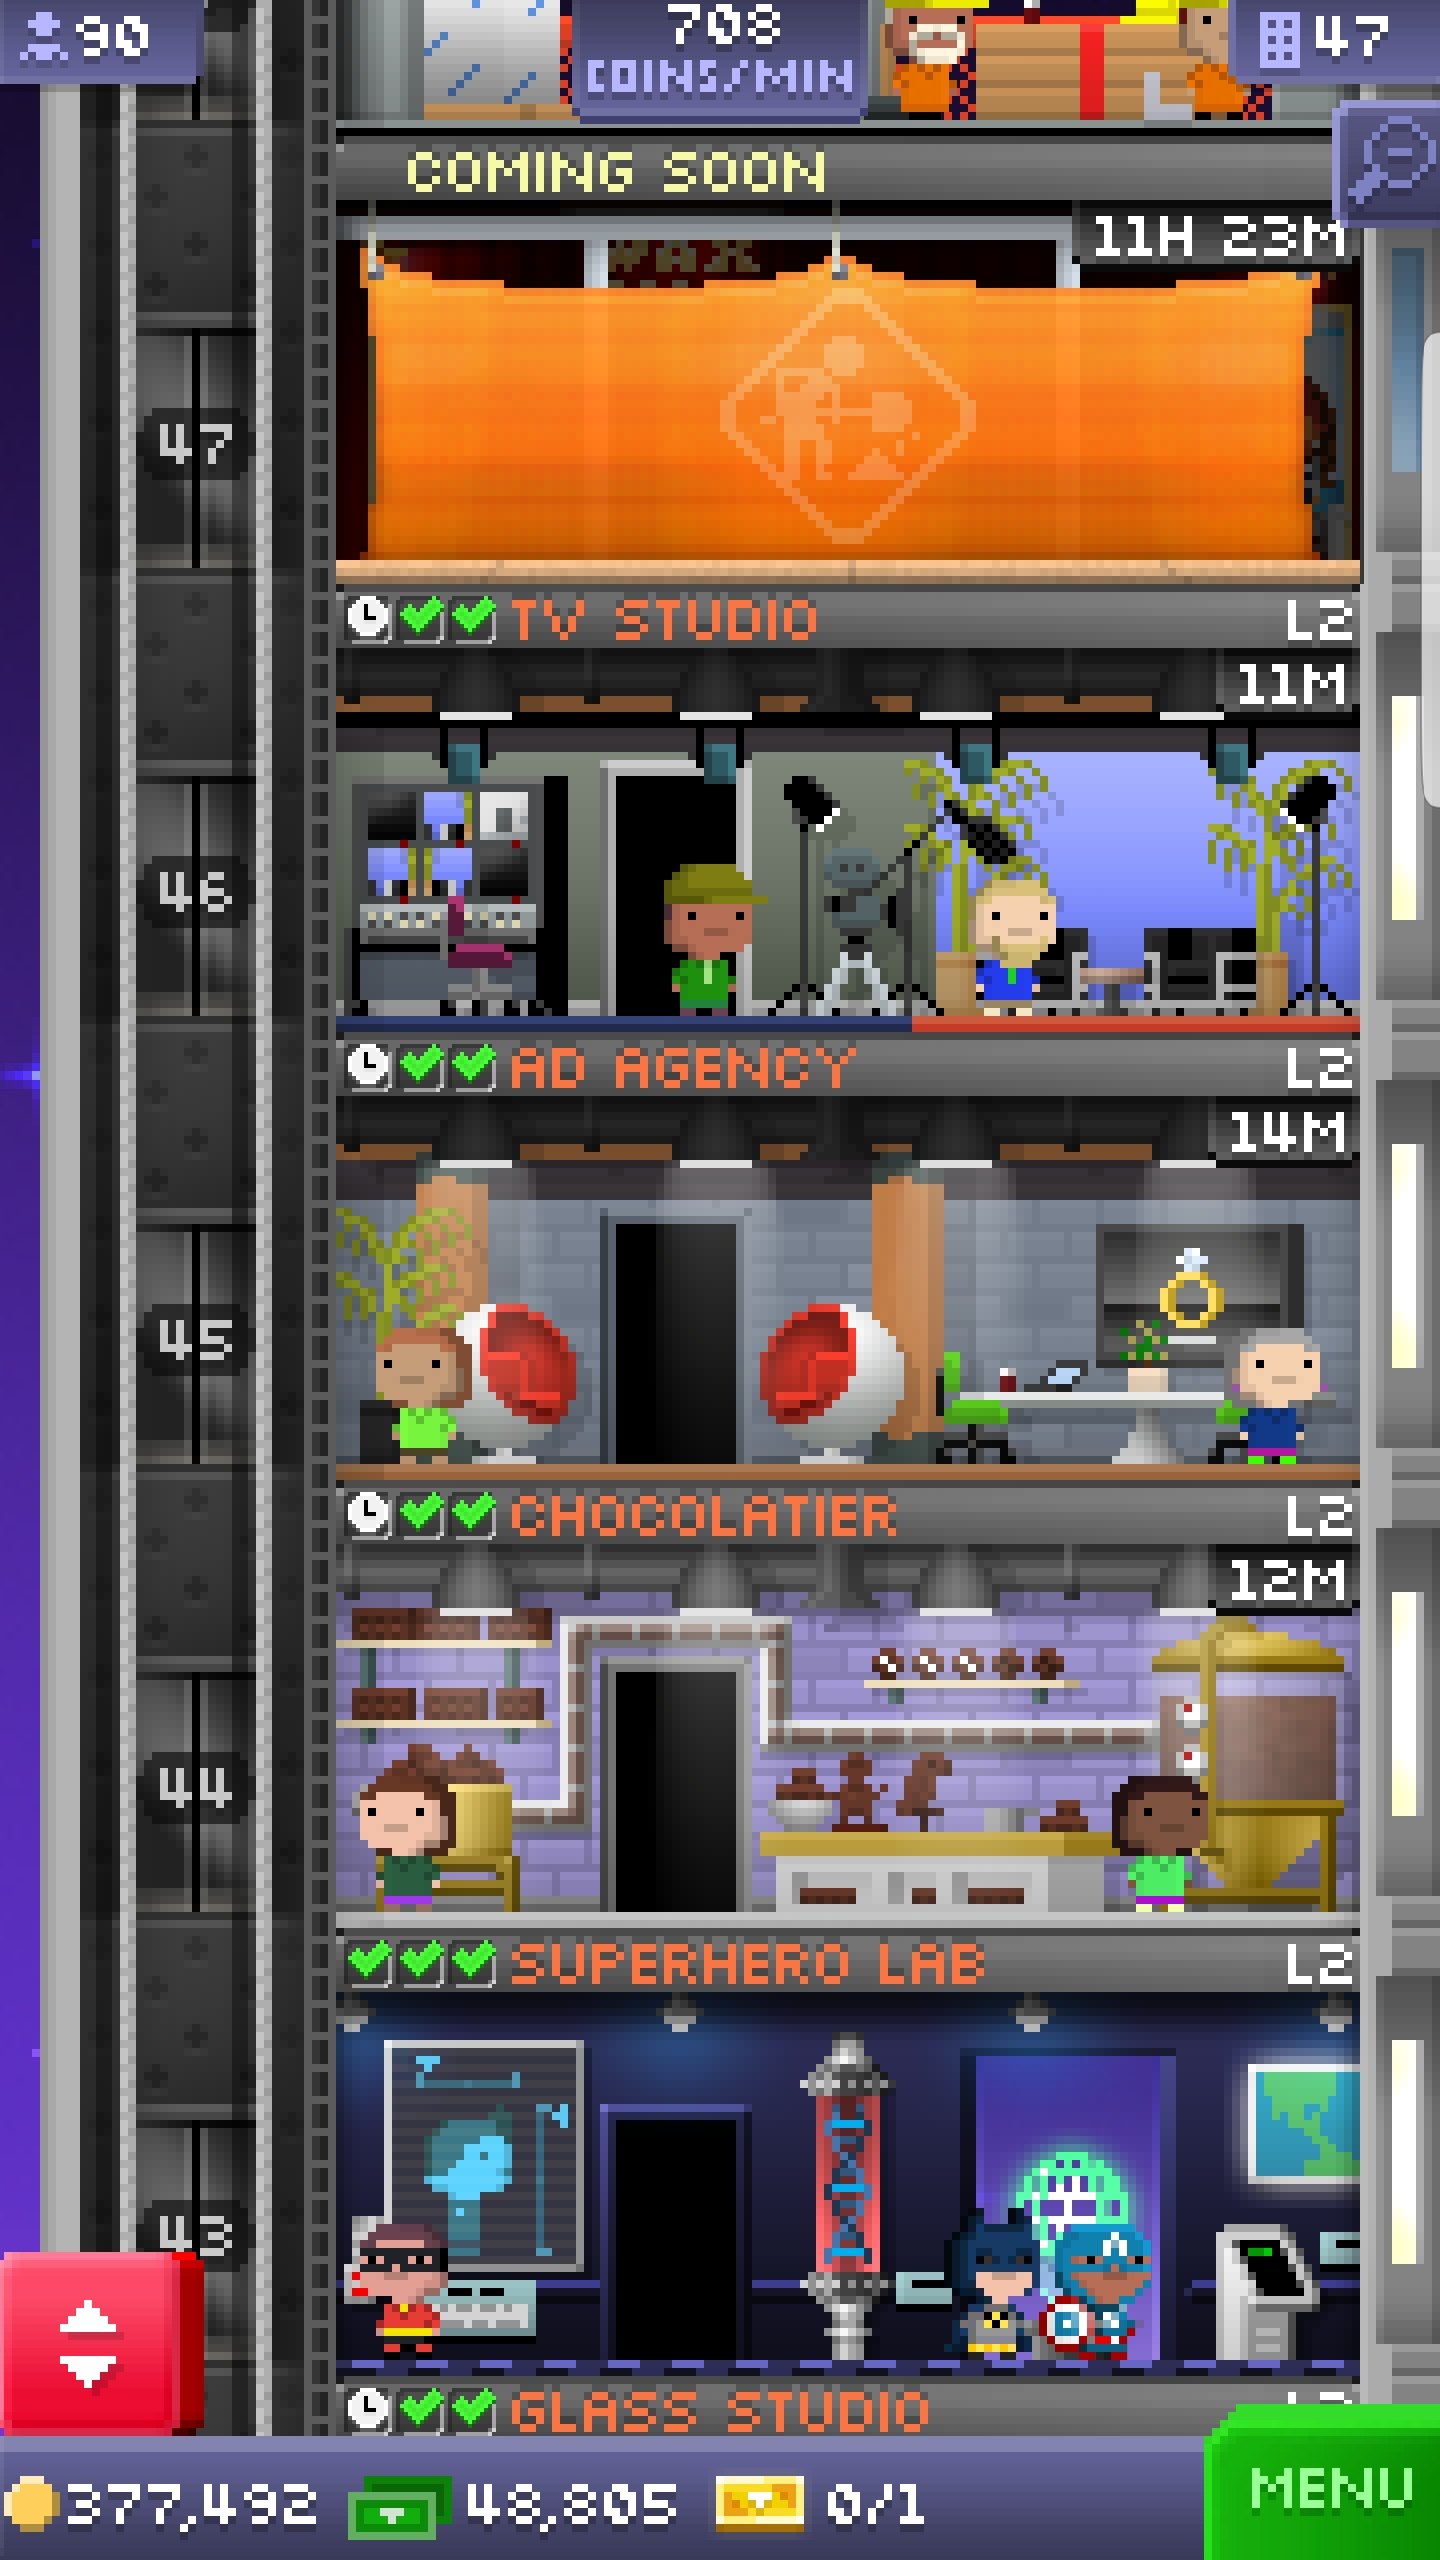 90
708
COINS/MIN
47
COMING SOON
11H 23M
47
TV STUDIO
L2
11M
46
AD AGENCY
L2
14M
45
CHOCOLATIER
L2
12M
44
SUPERHERO LAB
L2
43
GLASS STUDIO
377,492
48,805
0/1
MENU